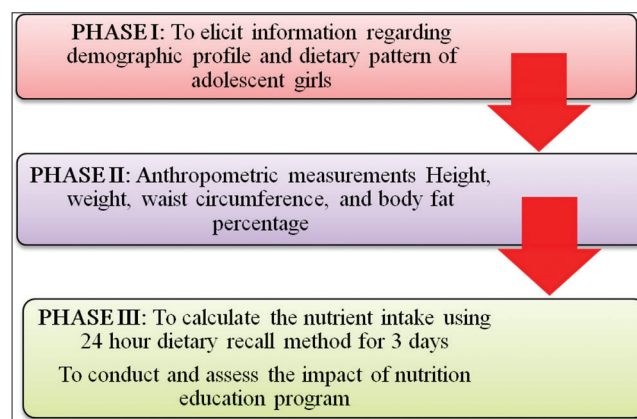 PHASE I: To elicit information regarding
demographic profile and dietary pattern of
adolescent girls
PHASE II: Anthropometric measurements Height,
weight, waist circumference, and body fat
percentage
PHASE III: To calculate the nutrient intake using
24 hour dietary recall method for 3 days
To conduct and assess the impact of nutrition
education program